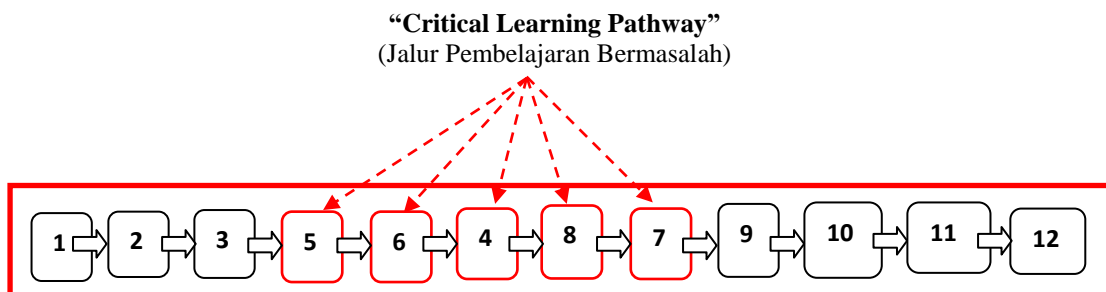 “Critical Learning Pathway”
(Jalur Pembelajaran Bermasalah)
1 2 3 5 6 4 8 7 9 10 11 12